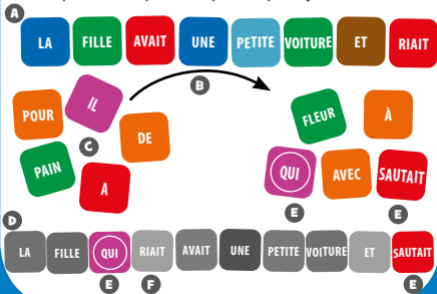 A
LA FILLE AVAIT UNE PETITE VOITURE ET RIAIT
B
POUR IL DE
C
PAIN A
FLEUR À
QUI AVEC SAUTAIT
E E
D
LA FILLE QUI RIAIT AVAIT UNE PETITE VOITURE ET SAUTAIT
E F E